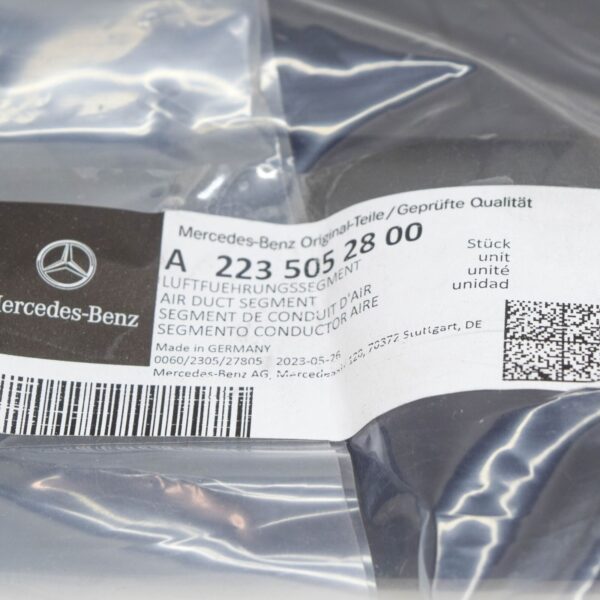 Mercedes-Benz Original-Teile/Geprüfte Qualität
A 223 505 28 00
LUFTFUEHRUNGSSEGMENT
AIR DUCT SEGMENT
SEGMENT DE CONDUIT D'AIR
SEGMENTO CONDUCTOR AIRE
Stück
unit
unité
unidad
Made in GERMANY
0060/2305/27805 2023-05-26
Mercedes-Benz AG, 120, 70372 Stuttgart, DE
Mercedes-Benz